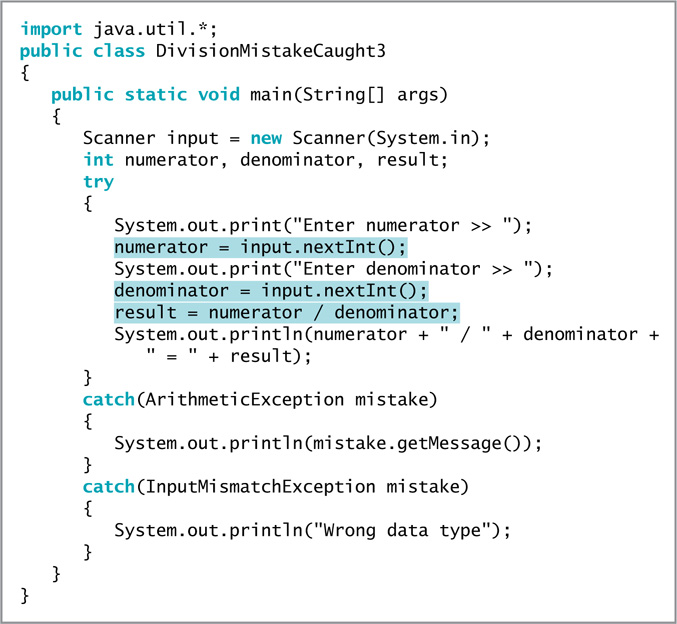 import java.util.*;
public class DivisionMistakeCaught3
{
   public static void main(String[] args)
   {
      Scanner input = new Scanner(System.in);
      int numerator, denominator, result;
      try
      {
         System.out.print("Enter numerator >> ");
         numerator = input.nextInt();
         System.out.print("Enter denominator >> ");
         denominator = input.nextInt();
         result = numerator / denominator;
         System.out.println(numerator + " / " + denominator +
            " = " + result);
      }
      catch(ArithmeticException mistake)
      {
         System.out.println(mistake.getMessage());
      }
      catch(InputMismatchException mistake)
      {
         System.out.println("Wrong data type");
      }
   }
}